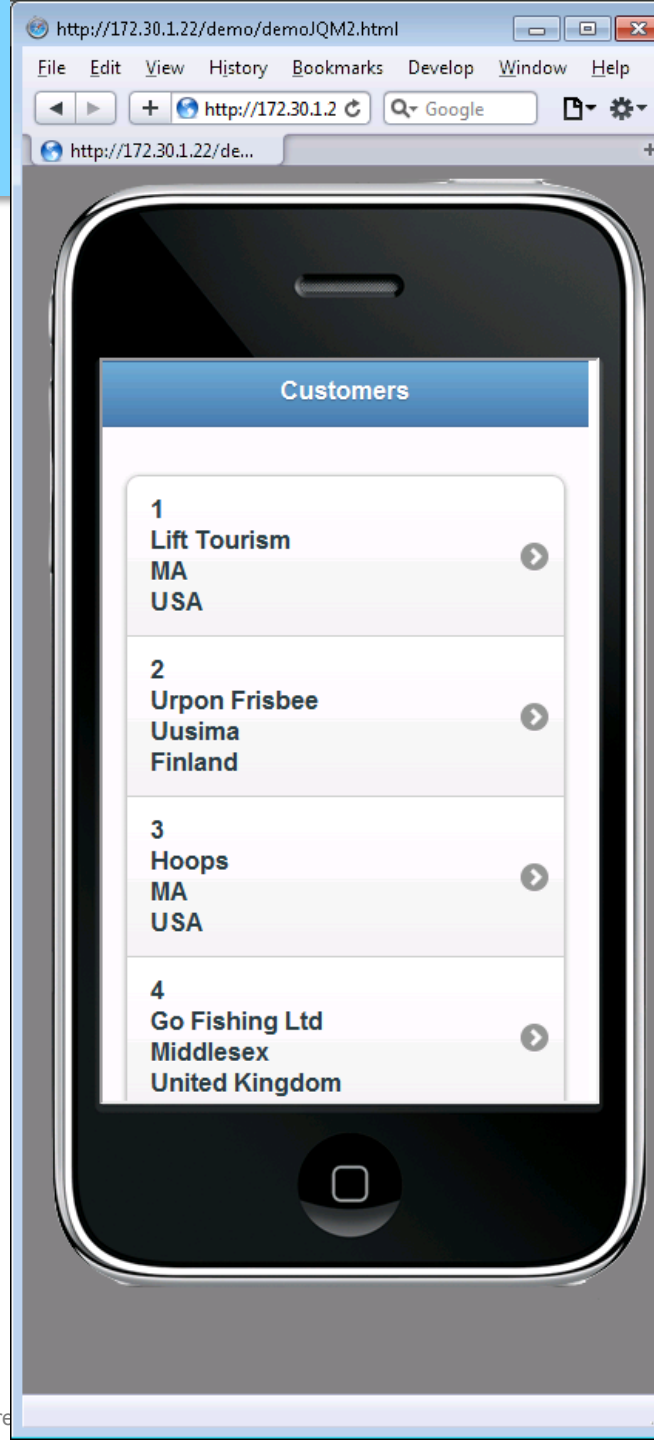 http://172.30.1.22/demo/demoJQM2.html
File Edit View History Bookmarks Develop Window Help
http://172.30.1.2 Google
http://172.30.1.22/de...
Customers
1
Lift Tourism
MA
USA
2
Urpon Frisbee
Uusima
Finland
3
Hoops
MA
USA
4
Go Fishing Ltd
Middlesex
United Kingdom